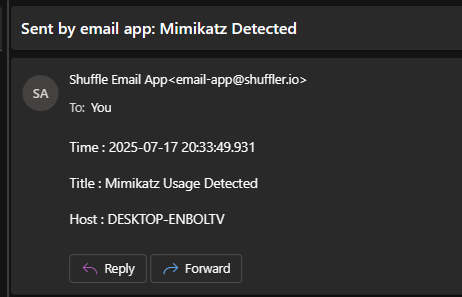 Sent by email app: Mimikatz Detected
SA
Shuffle Email App<email-app@shuffler.io>
To: You
Time : 2025-07-17 20:33:49.931
Title : Mimikatz Usage Detected
Host : DESKTOP-ENBOLTV
Reply Forward